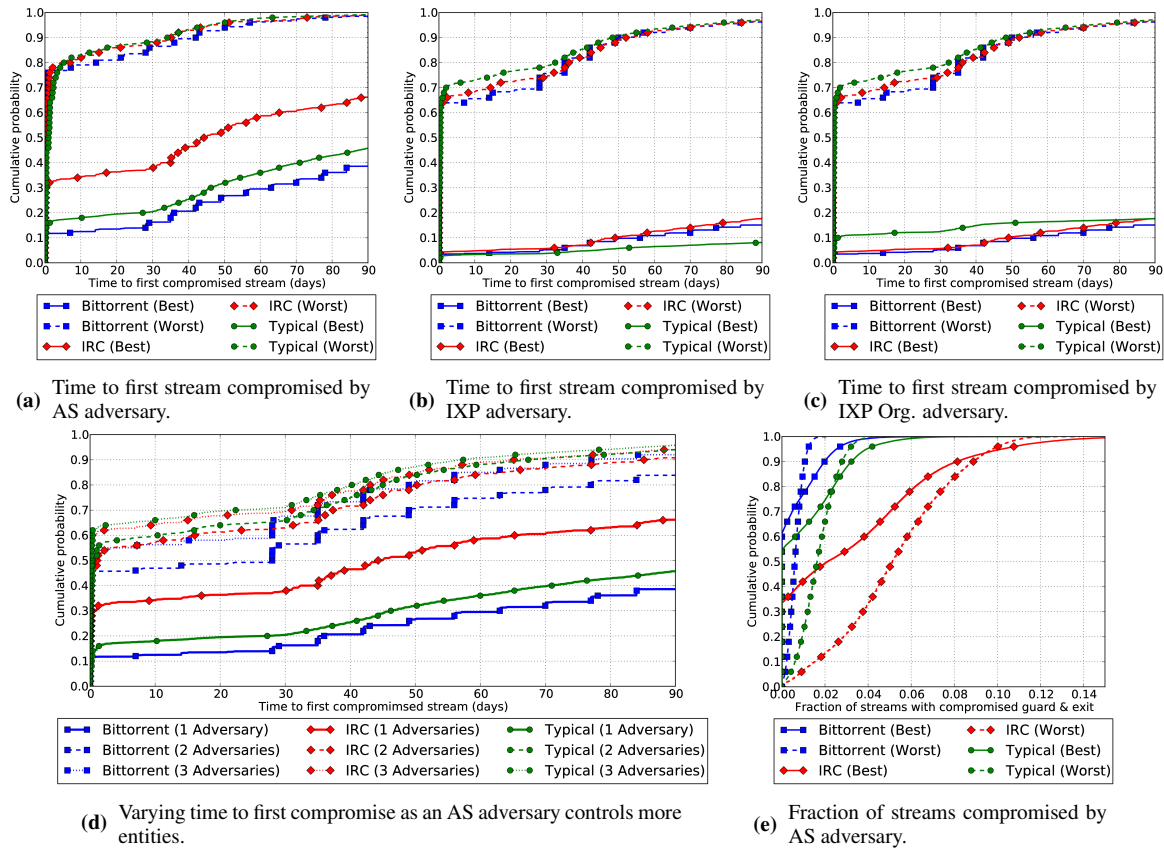 1.0
0.9
0.8
0.7
0.6
0.5
0.4
0.3
0.2
0.1
0.0
Cumulative probability
0 10 20 30 40 50 60 70 80 90
Time to first compromised stream (days)
Bittorrent (Best)
Bittorrent (Worst)
IRC (Best)
IRC (Worst)
Typical (Best)
Typical (Worst)
(a) Time to first stream compromised by
AS adversary.
1.0
0.9
0.8
0.7
0.6
0.5
0.4
0.3
0.2
0.1
0.0
Cumulative probability
0 10 20 30 40 50 60 70 80 90
Time to first compromised stream (days)
Bittorrent (Best)
Bittorrent (Worst)
IRC (Best)
IRC (Worst)
Typical (Best)
Typical (Worst)
(b) Time to first stream compromised by
IXP adversary.
1.0
0.9
0.8
0.7
0.6
0.5
0.4
0.3
0.2
0.1
0.0
Cumulative probability
0 10 20 30 40 50 60 70 80 90
Time to first compromised stream (days)
Bittorrent (Best)
Bittorrent (Worst)
IRC (Best)
IRC (Worst)
Typical (Best)
Typical (Worst)
(c) Time to first stream compromised by
IXP Org. adversary.
1.0
0.9
0.8
0.7
0.6
0.5
0.4
0.3
0.2
0.1
0.0
Cumulative probability
0 10 20 30 40 50 60 70 80 90
Time to first compromimsed stream (days)
Bittorrent (1 Adversary)
Bittorrent (2 Adversaries)
Bittorrent (3 Adversaries)
IRC (1 Adversaries)
IRC (2 Adversaries)
IRC (3 Adversaries)
Typical (1 Adversary)
Typical (2 Adversaries)
Typical (3 Adversaries)
(d) Varying time to first compromise as an AS adversary controls more
entities.
1.0
0.9
0.8
0.7
0.6
0.5
0.4
0.3
0.2
0.1
0.0
Cumulative probability
0.00 0.02 0.04 0.06 0.08 0.10 0.12 0.14
Fraction of streams with compromised guard & exit
Bittorrent (Best)
Bittorrent (Worst)
IRC (Best)
IRC (Worst)
Typical (Best)
Typical (Worst)
(e) Fraction of streams compromised by
AS adversary.